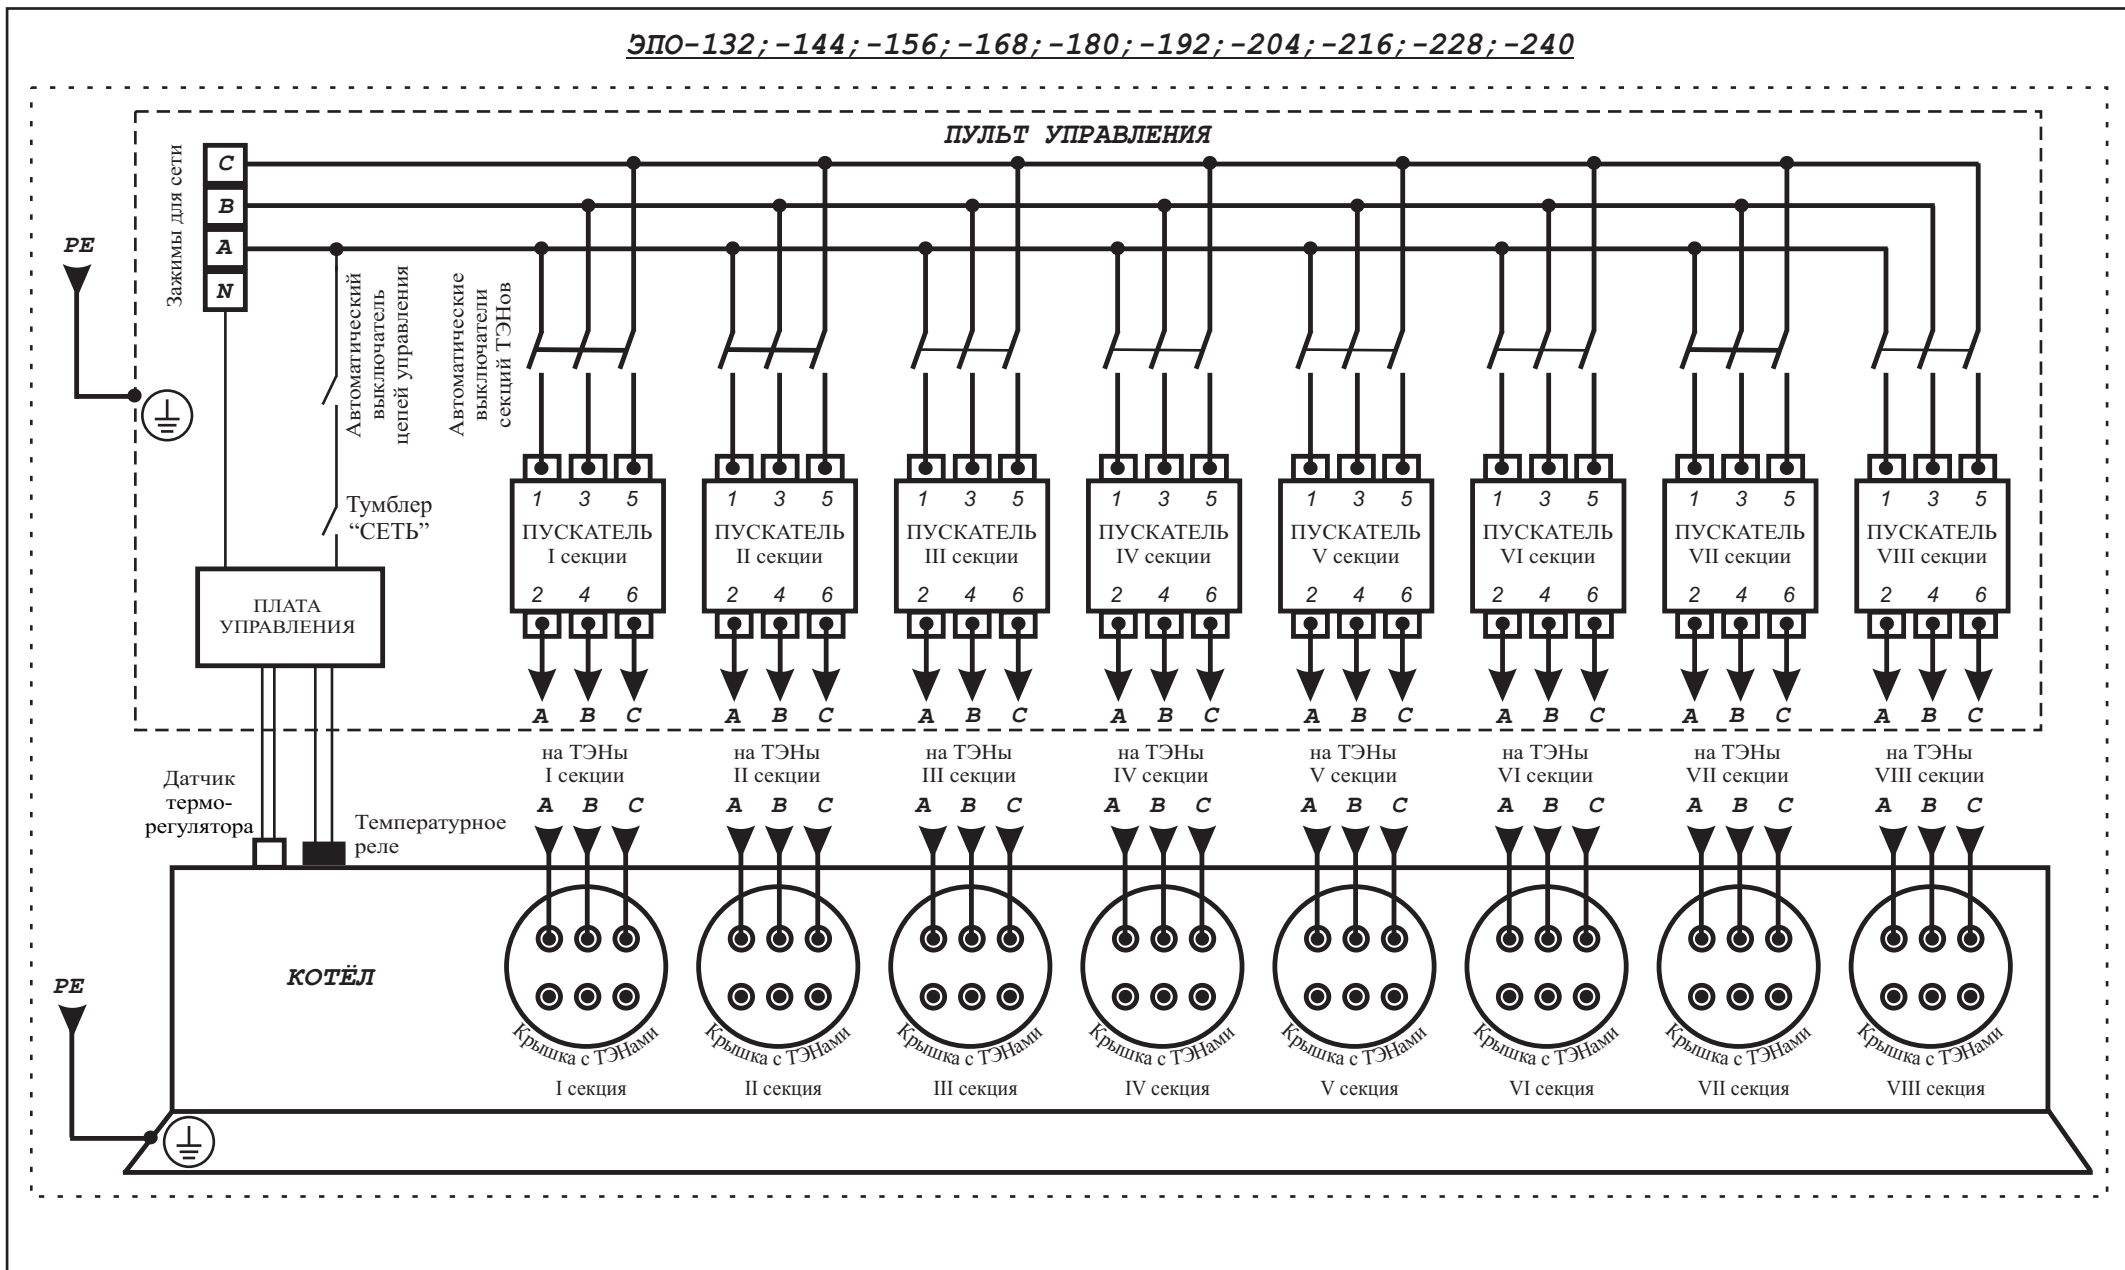 ЭПО-132;-144;-156;-168;-180;-192;-204;-216;-228;-240
ПУЛЬТ УПРАВЛЕНИЯ
Зажимы для сети
C
B
A
N
PE
Автоматический
выключатель
цепей управления
Автоматические
выключатели
секций ТЭНов
Тумблер
“СЕТЬ”
ПЛАТА
УПРАВЛЕНИЯ
1 3 5
ПУСКАТЕЛЬ
I секции
2 4 6
1 3 5
ПУСКАТЕЛЬ
II секции
2 4 6
1 3 5
ПУСКАТЕЛЬ
III секции
2 4 6
1 3 5
ПУСКАТЕЛЬ
IV секции
2 4 6
1 3 5
ПУСКАТЕЛЬ
V секции
2 4 6
1 3 5
ПУСКАТЕЛЬ
VI секции
2 4 6
1 3 5
ПУСКАТЕЛЬ
VII секции
2 4 6
1 3 5
ПУСКАТЕЛЬ
VIII секции
2 4 6
A B C
на ТЭНы
I секции
A B C
A B C
на ТЭНы
II секции
A B C
A B C
на ТЭНы
III секции
A B C
A B C
на ТЭНы
IV секции
A B C
A B C
на ТЭНы
V секции
A B C
A B C
на ТЭНы
VI секции
A B C
A B C
на ТЭНы
VII секции
A B C
A B C
на ТЭНы
VIII секции
A B C
Датчик
термо-
регулятора
Температурное
реле
КОТЁЛ
PE
Крышка с ТЭНами
I секция
Крышка с ТЭНами
II секция
Крышка с ТЭНами
III секция
Крышка с ТЭНами
IV секция
Крышка с ТЭНами
V секция
Крышка с ТЭНами
VI секция
Крышка с ТЭНами
VII секция
Крышка с ТЭНами
VIII секция